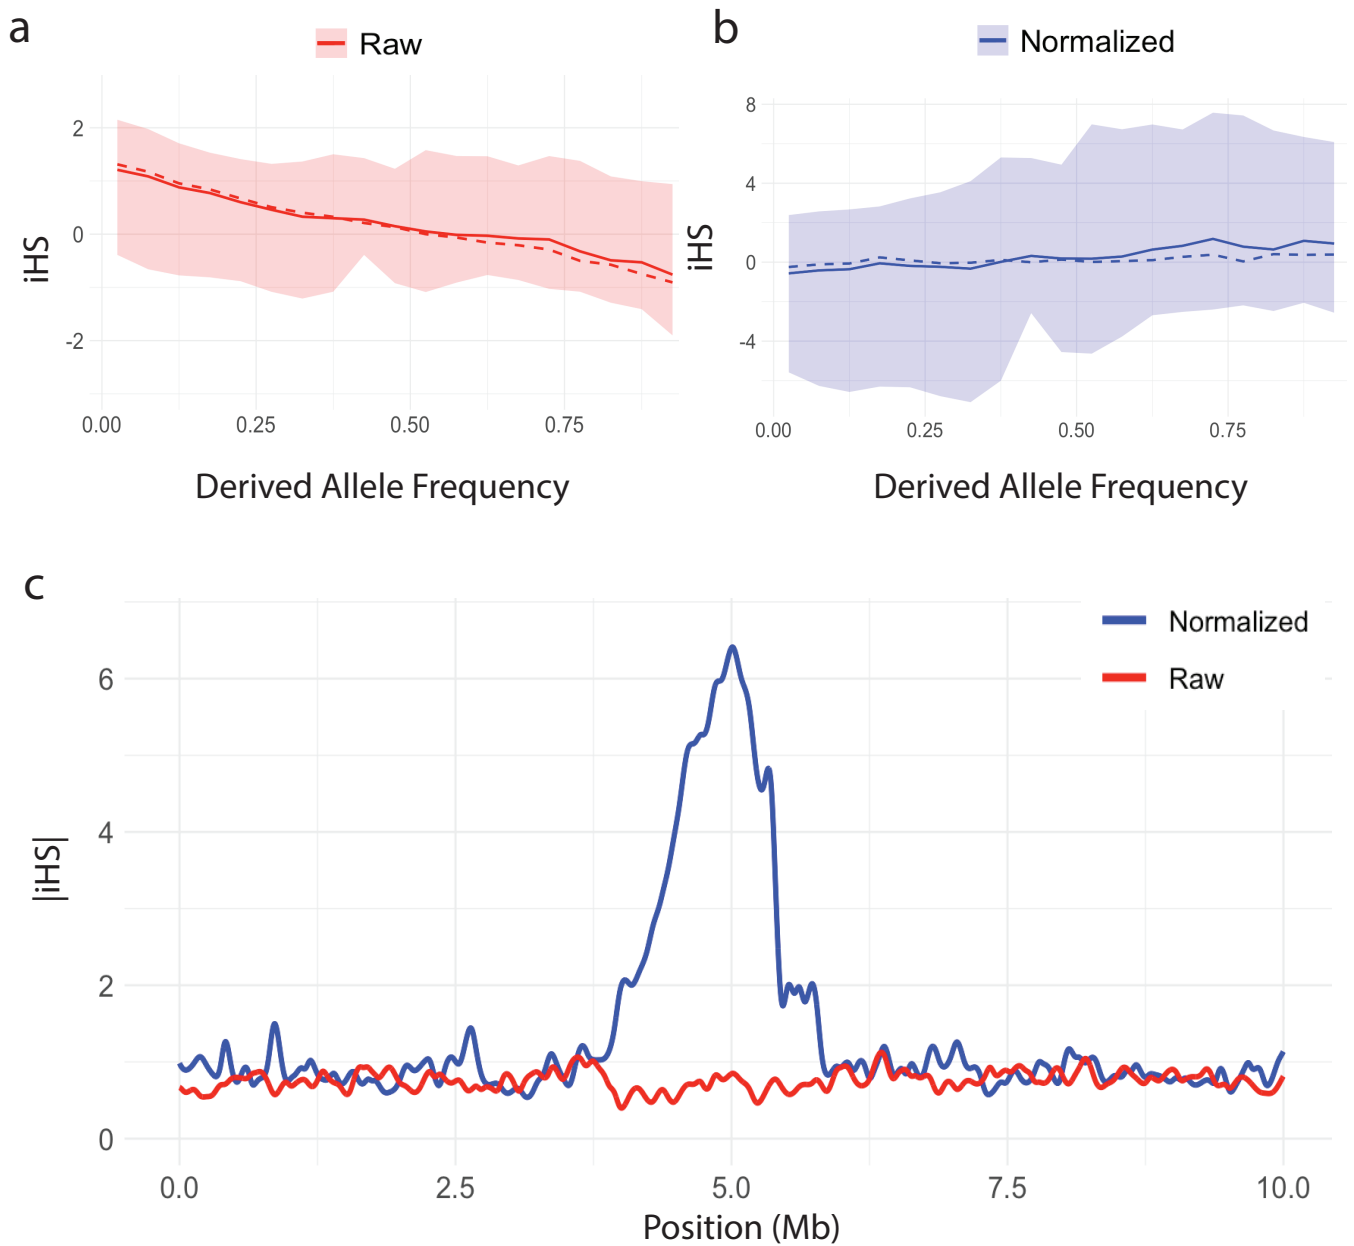 a
Raw
2
0
-2
iHS
0.00 0.25 0.50 0.75
Derived Allele Frequency
b
Normalized
8
4
0
-4
iHS
0.00 0.25 0.50 0.75
Derived Allele Frequency
c
Normalized
Raw
6
4
2
0
|iHS|
0.0 2.5 5.0 7.5 10.0
Position (Mb)